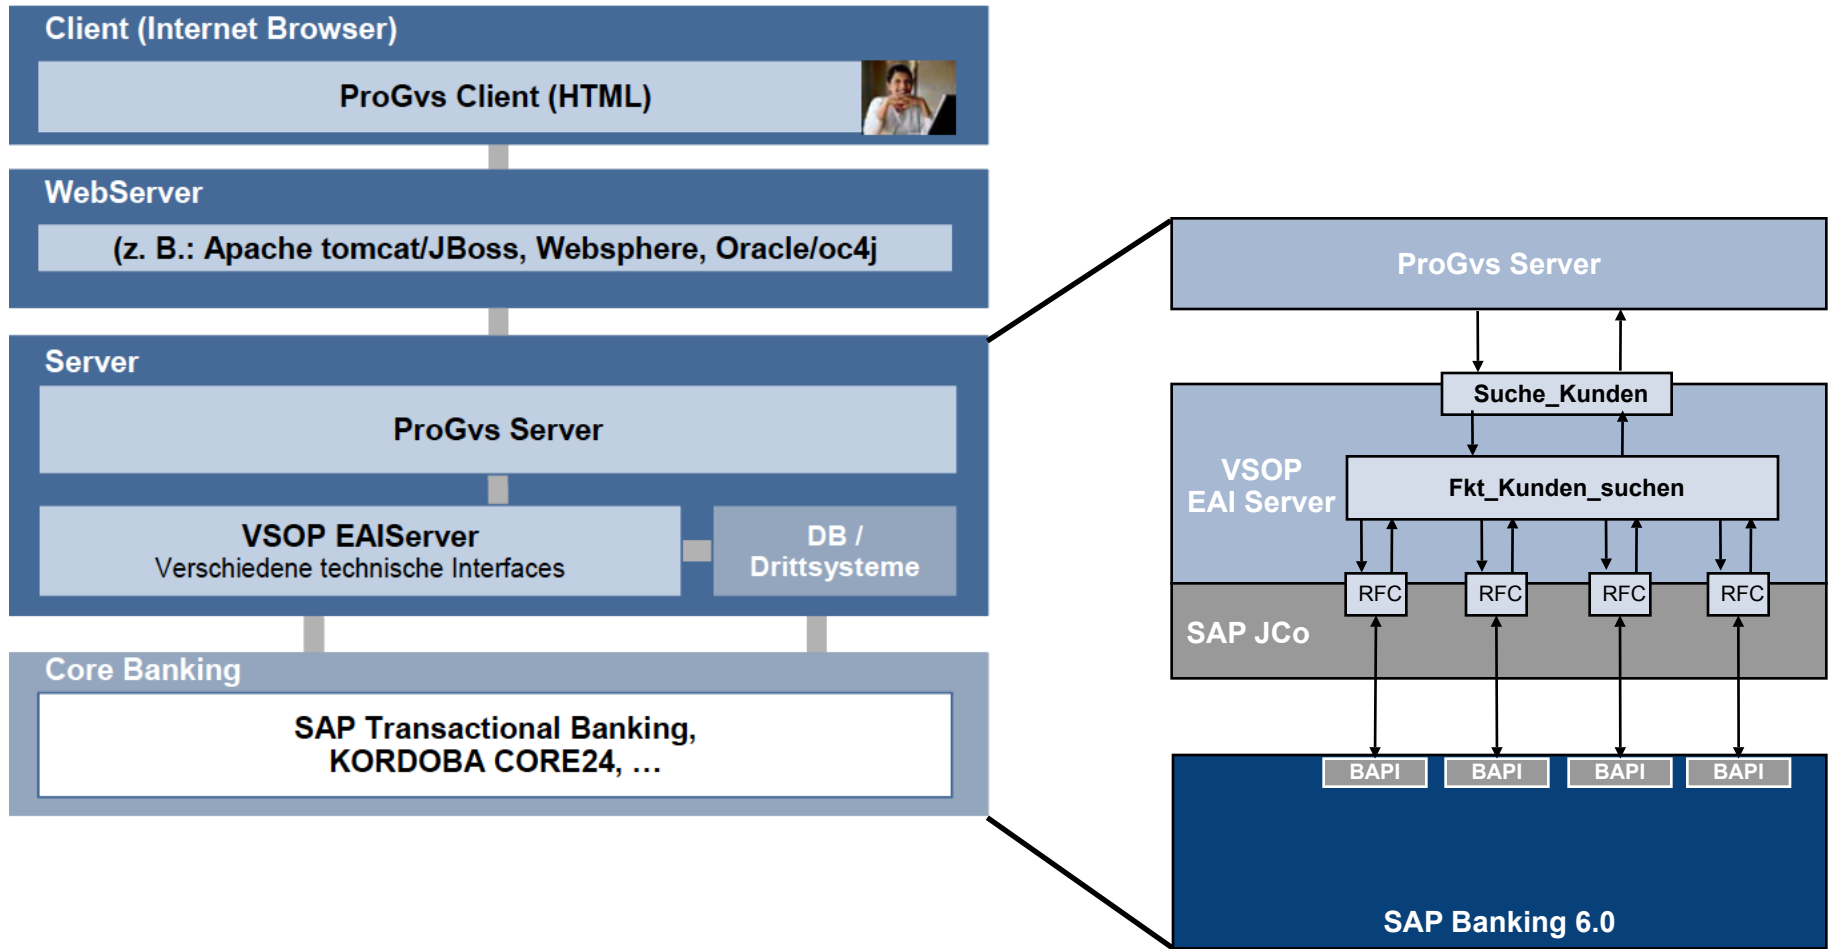 Client (Internet Browser)
ProGvs Client (HTML)
WebServer
(z. B.: Apache tomcat/JBoss, Websphere, Oracle/oc4j
Server
ProGvs Server
VSOP EAIServer
Verschiedene technische Interfaces
DB /
Drittsysteme
Core Banking
SAP Transactional Banking,
KORDOBA CORE24, …
ProGvs Server
Suche_Kunden
VSOP
EAI Server
Fkt_Kunden_suchen
RFC
RFC
RFC
RFC
SAP JCo
BAPI
BAPI
BAPI
BAPI
SAP Banking 6.0